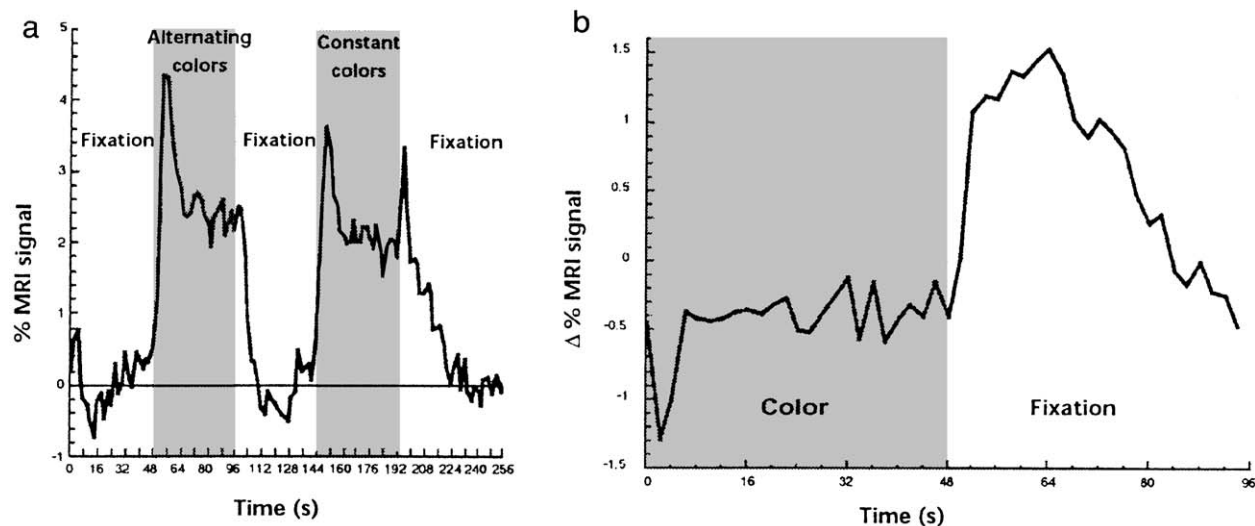 a
Alternating
colors
Constant
colors
Fixation
Fixation
Fixation
% MRI signal
5
4
3
2
1
0
-1
0 16 32 48 64 80 96 112 128 144 160 176 192 208 224 240 256
Time (s)
b
Δ % MRI signal
1.5
1
0.5
0
-0.5
-1
-1.5
Color
Fixation
0 16 32 48 64 80 96
Time (s)